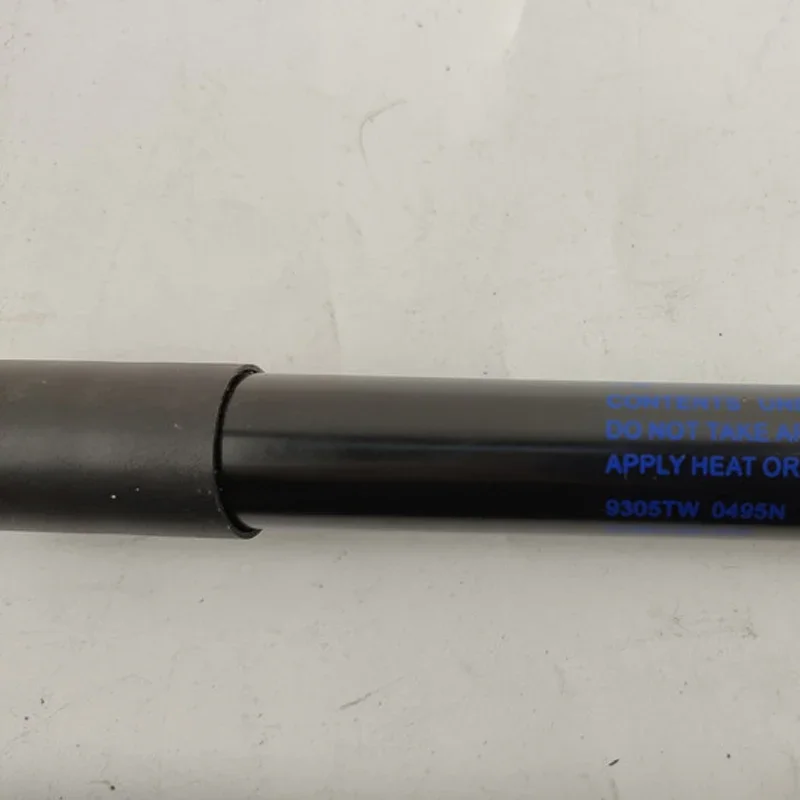 CONTENTS
DO NOT TAKE
APPLY HEAT OR
9305TW 0495N